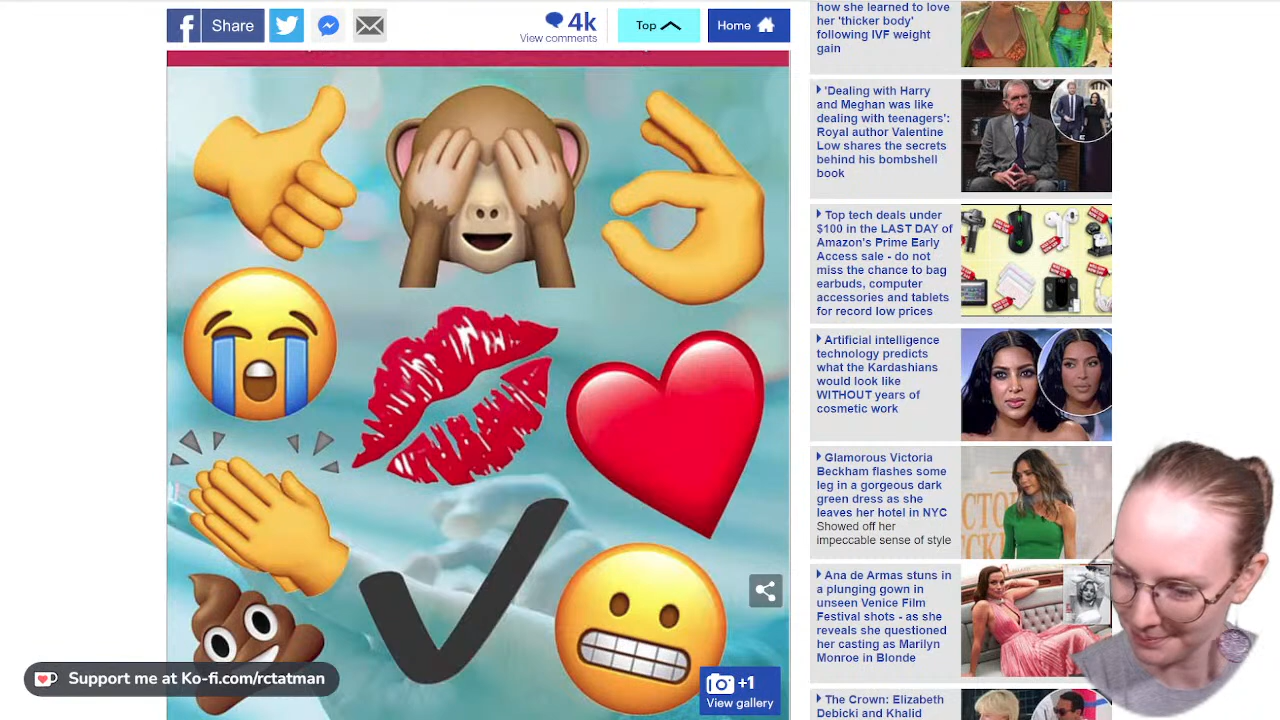 Share
4k
View comments
Top
Home
how she learned to love
her 'thicker body'
following IVF weight
gain
'Dealing with Harry
and Meghan was like
dealing with teenagers':
Royal author Valentine
Low shares the secrets
behind his bombshell
book
Top tech deals under
$100 in the LAST DAY of
Amazon's Prime Early
Access sale - do not
miss the chance to bag
earbuds, computer
accessories and tablets
for record low prices
Artificial intelligence
technology predicts
what the Kardashians
would look like
WITHOUT years of
cosmetic work
Glamorous Victoria
Beckham flashes some
leg in a gorgeous dark
green dress as she
leaves her hotel in NYC
Showed off her
impeccable sense of style
Ana de Armas stuns in
a plunging gown in
unseen Venice Film
Festival shots - as she
reveals she questioned
her casting as Marilyn
Monroe in Blonde
The Crown: Elizabeth
Debicki and Khalid
+1
View gallery
Support me at Ko-fi.com/rctatman